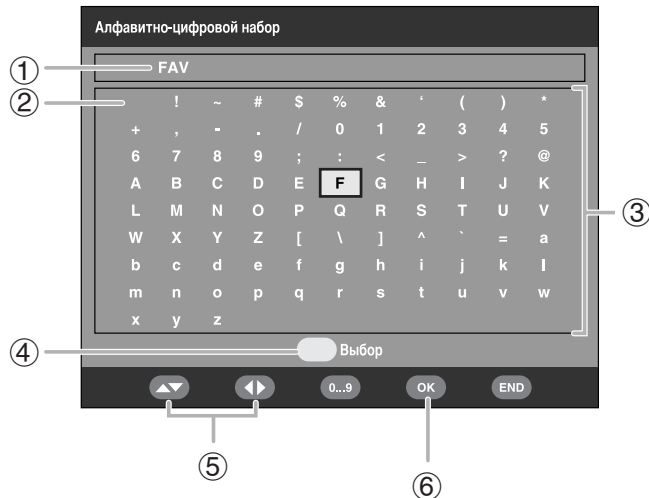 Алфавитно-цифровой набор
① FAV
② ! ~ # $ % & ‘ ( ) *
+ , - . / 0 1 2 3 4 5
6 7 8 9 ; : < _ > ? @
A B C D E F G H I J K
L M N O P Q R S T U V ③
W X Y Z [ \ ] ^ ` = a
b c d e f g h i j k l
m n o p q r s t u v w
x y z
④ Выбор
▲▼ ◀▶ 0...9 OK END
⑤ ⑥